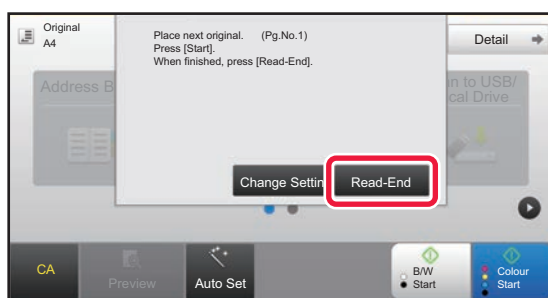 Original
A4
Place next original. (Pg.No.1)
Press [Start].
When finished, press [Read-End].
Detail
Address B
n to USB/
cal Drive
Change Settin
Read-End
CA
Preview
Auto Set
B/W
Start
Colour
Start